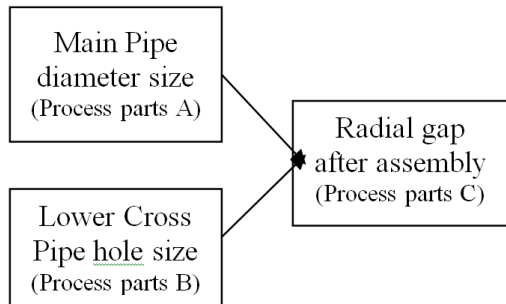 Main Pipe
diameter size
(Process parts A)
Lower Cross
Pipe hole size
(Process parts B)
Radial gap
after assembly
(Process parts C)